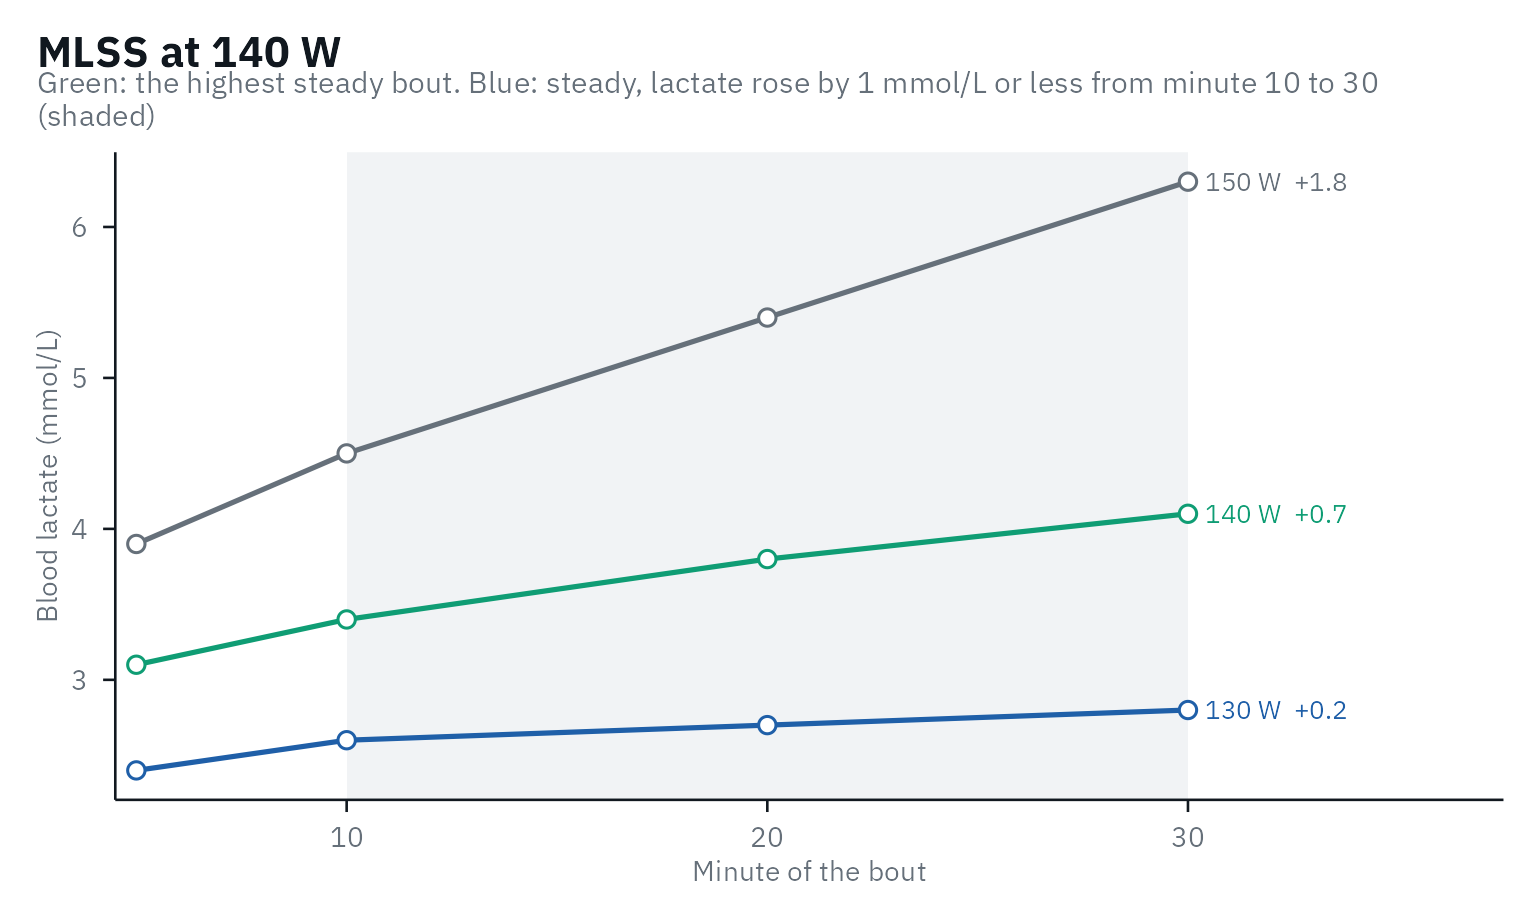 MLSS at 140 W
Green: the highest steady bout. Blue: steady, lactate rose by 1 mmol/L or less from minute 10 to 30
(shaded)
150 W +1.8
6
5
Blood lactate (mmol/L)
140 W +0.7
4
3
130 W +0.2
10 20 30
Minute of the bout